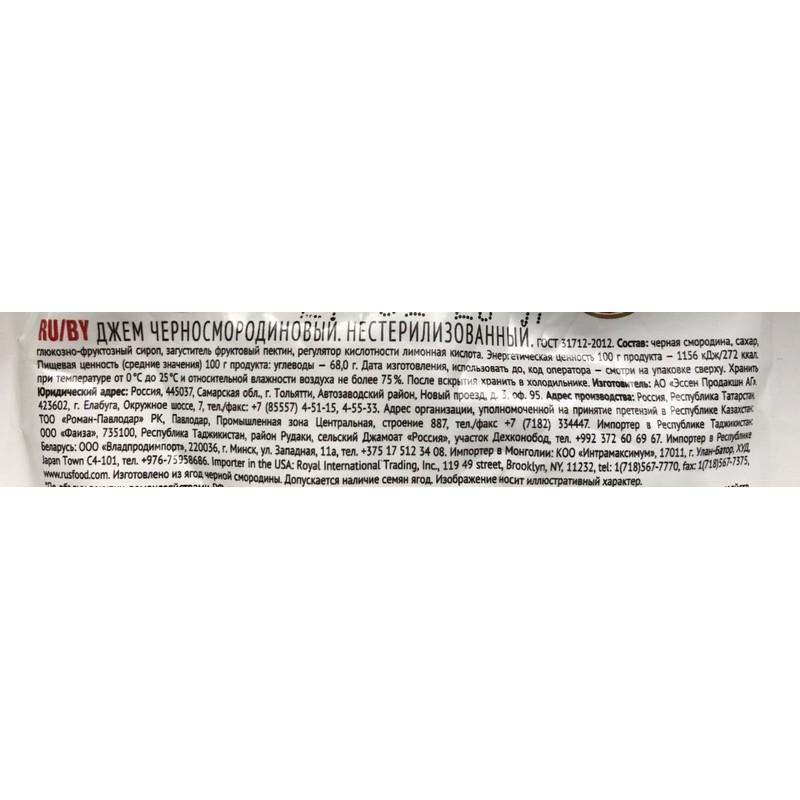 RU/BY ДЖЕМ ЧЕРНОСМОРОДИНОВЫЙ. НЕСТЕРИЛИЗОВАННЫЙ. ГОСТ 31712-2012. Состав: черная смородина, сахар,
глюкозно-фруктозный сироп, загуститель фруктовый пектин, регулятор кислотности лимонная кислота. Энергетическая ценность 100 г продукта – 1156 кДж/272 ккал.
Пищевая ценность (средние значения) 100 г продукта: углеводы – 68,0 г. Дата изготовления, использовать до, код оператора – смотри на упаковке сверху. Хранить
при температуре от 0 °С до 25 °С и относительной влажности воздуха не более 75 %. После вскрытия хранить в холодильнике. Изготовитель: АО «Эссен Продакшн АГ».
Юридический адрес: Россия, 445037, Самарская обл., г. Тольятти, Автозаводский район, Новый проезд, д. 3, оф. 95. Адрес производства: Россия, Республика Татарстан,
423602, г. Елабуга, Окружное шоссе, 7, тел./факс: +7 (85557) 4-51-15, 4-55-33. Адрес организации, уполномоченной на принятие претензий в Республике Казахстан:
ТОО «Роман-Павлодар» РК, Павлодар, Промышленная зона Центральная, строение 887, тел./факс +7 (7182) 334447. Импортер в Республике Таджикистан:
ООО «Фаиза», 735100, Республика Таджикистан, район Рудаки, сельский Джамоат «Россия», участок Дехконобод, тел. +992 372 60 69 67. Импортер в Республике
Беларусь: ООО «Владпродимпорт», 220036, г. Минск, ул. Западная, 11а, тел. +375 17 512 34 08. Импортер в Монголии: КОО «Интрамаксимум», 17011, г. Улан-Батор, ХУД,
Japan Town C4-101, тел. +976-75958686. Importer in the USA: Royal International Trading, Inc., 119 49 street, Brooklyn, NY, 11232, tel: 1(718)567-7770, fax: 1(718)567-7375,
www.rusfood.com. Изготовлено из ягод черной смородины. Допускается наличие семян ягод. Изображение носит иллюстративный характер.